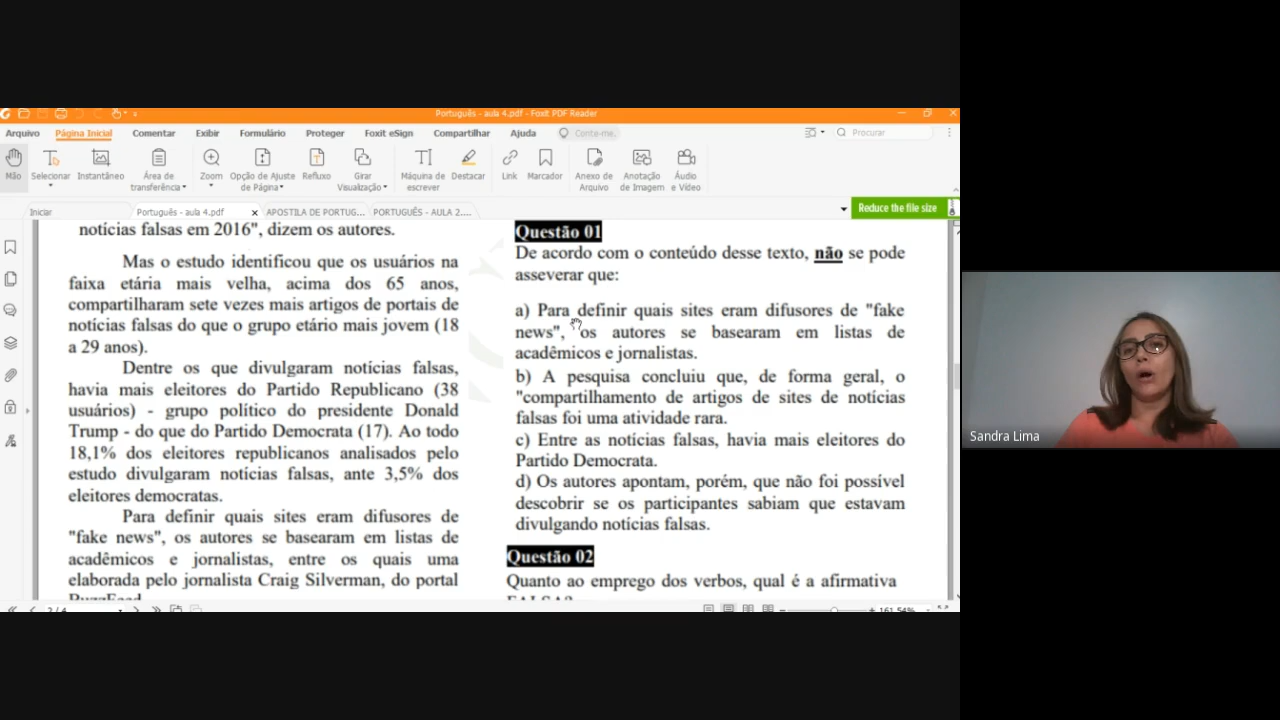 Português - aula 4.pdf - Foxit PDF Reader
Arquivo Página Inicial Comentar Exibir Formulário Proteger Foxit eSign Compartilhar Ajuda Conte-me. Procurar
Mão Selecionar Instantâneo Área de transferência Zoom Opção de Ajuste de Página Refluxo Girar Visualização Máquina de escrever Destacar Link Marcador Anexo de Arquivo Anotação de Imagem Áudio e Vídeo
Iniciar Português - aula 4.pdf APOSTILA DE PORTUG... PORTUGUÊS - AULA 2.... Reduce the file size
notícias falsas em 2016", dizem os autores.
Mas o estudo identificou que os usuários na
faixa etária mais velha, acima dos 65 anos,
compartilharam sete vezes mais artigos de portais de
notícias falsas do que o grupo etário mais jovem (18
a 29 anos).
Dentre os que divulgaram notícias falsas,
havia mais eleitores do Partido Republicano (38
usuários) - grupo político do presidente Donald
Trump - do que do Partido Democrata (17). Ao todo
18,1% dos eleitores republicanos analisados pelo
estudo divulgaram notícias falsas, ante 3,5% dos
eleitores democratas.
Para definir quais sites eram difusores de
"fake news", os autores se basearam em listas de
acadêmicos e jornalistas, entre os quais uma
elaborada pelo jornalista Craig Silverman, do portal
BuzzFeed
Questão 01
De acordo com o conteúdo desse texto, não se pode
asseverar que:
a) Para definir quais sites eram difusores de "fake
news", os autores se basearam em listas de
acadêmicos e jornalistas.
b) A pesquisa concluiu que, de forma geral, o
"compartilhamento de artigos de sites de notícias
falsas foi uma atividade rara.
c) Entre as notícias falsas, havia mais eleitores do
Partido Democrata.
d) Os autores apontam, porém, que não foi possível
descobrir se os participantes sabiam que estavam
divulgando notícias falsas.
Questão 02
Quanto ao emprego dos verbos, qual é a afirmativa
FALSA?
2 / 4
161.54%
Sandra Lima